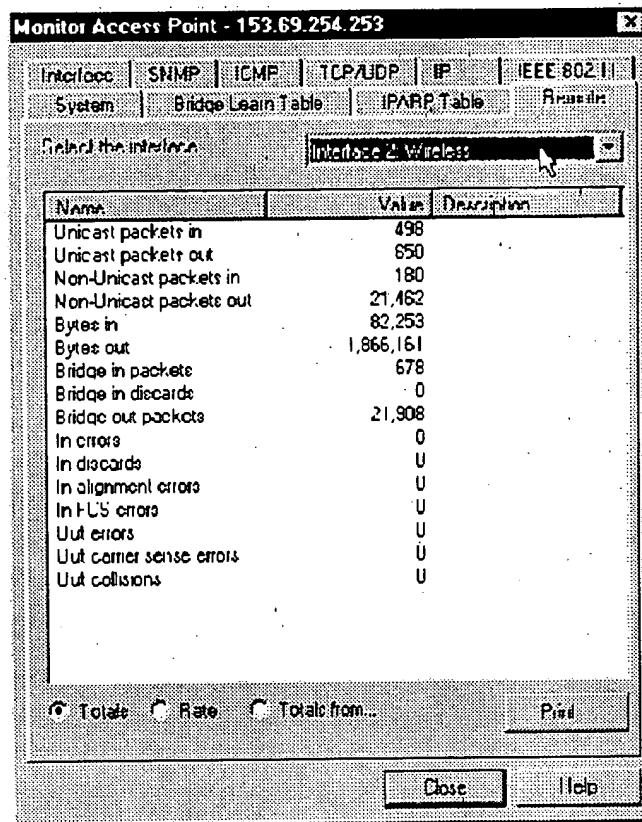 Monitor Access Point - 153.69.254.253
Interface SNMP ICMP TCP/UDP IP IEEE 802.11
System Bridge Learn Table IPARP Table Results
Select the interface Interface 2: Wireless
Name Value Description
Unicast packets in 498
Unicast packets out 650
Non-Unicast packets in 180
Non-Unicast packets out 21,462
Bytes in 82,253
Bytes out 1,866,161
Bridge in packets 678
Bridge in discards 0
Bridge out packets 21,908
In errors 0
In discards 0
In alignment errors 0
In FCS errors 0
Out errors 0
Out carrier sense errors 0
Out collisions 0
Totals Rate Totals from... Print
Close Help